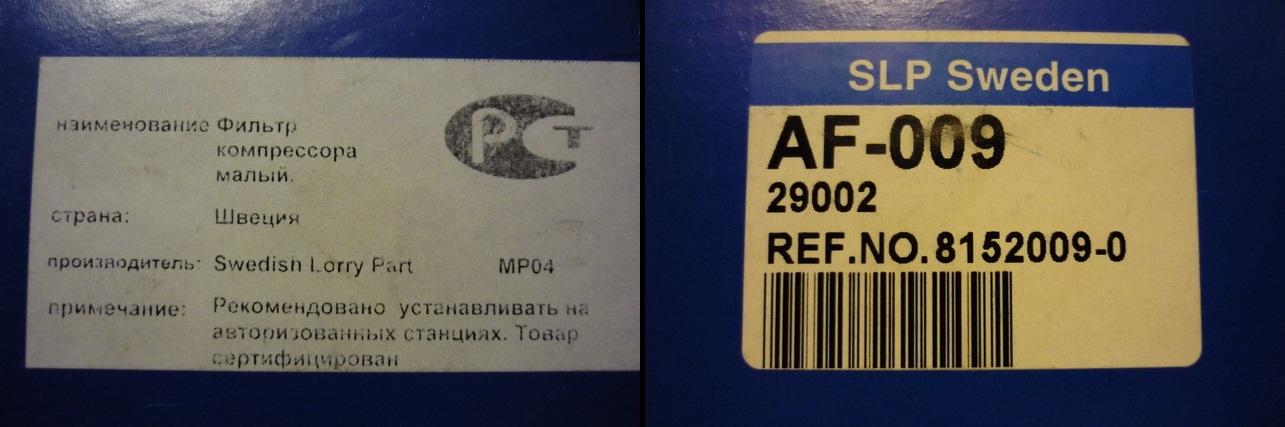 наименование Фильтр
компрессора
малый.
РСТ
страна: Швеция
производитель: Swedish Lorry Part MP04
примечание: Рекомендовано устанавливать на
авторизованных станциях. Товар
сертифицирован
SLP Sweden
AF-009
29002
REF.NO.8152009-0